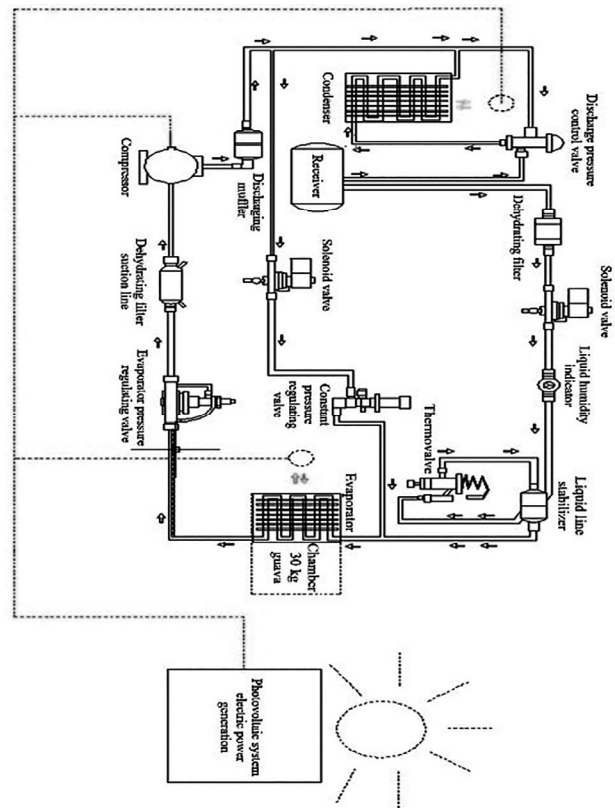 Discharge pressure
control valve
Condenser
Receiver
Dehydrating filter
Solenoid valve
Liquid humidity
indicator
Liquid line
stabilizer
Thermovalve
Constant
pressure
regulating valve
Solonoid valve
Discharging
muffler
Compressor
Dehydrating filter
suction line
Evaporator pressure
regulating valve
Evaporator
Chamber
30 kg
guava
Photovoltaic system
electric power
generation